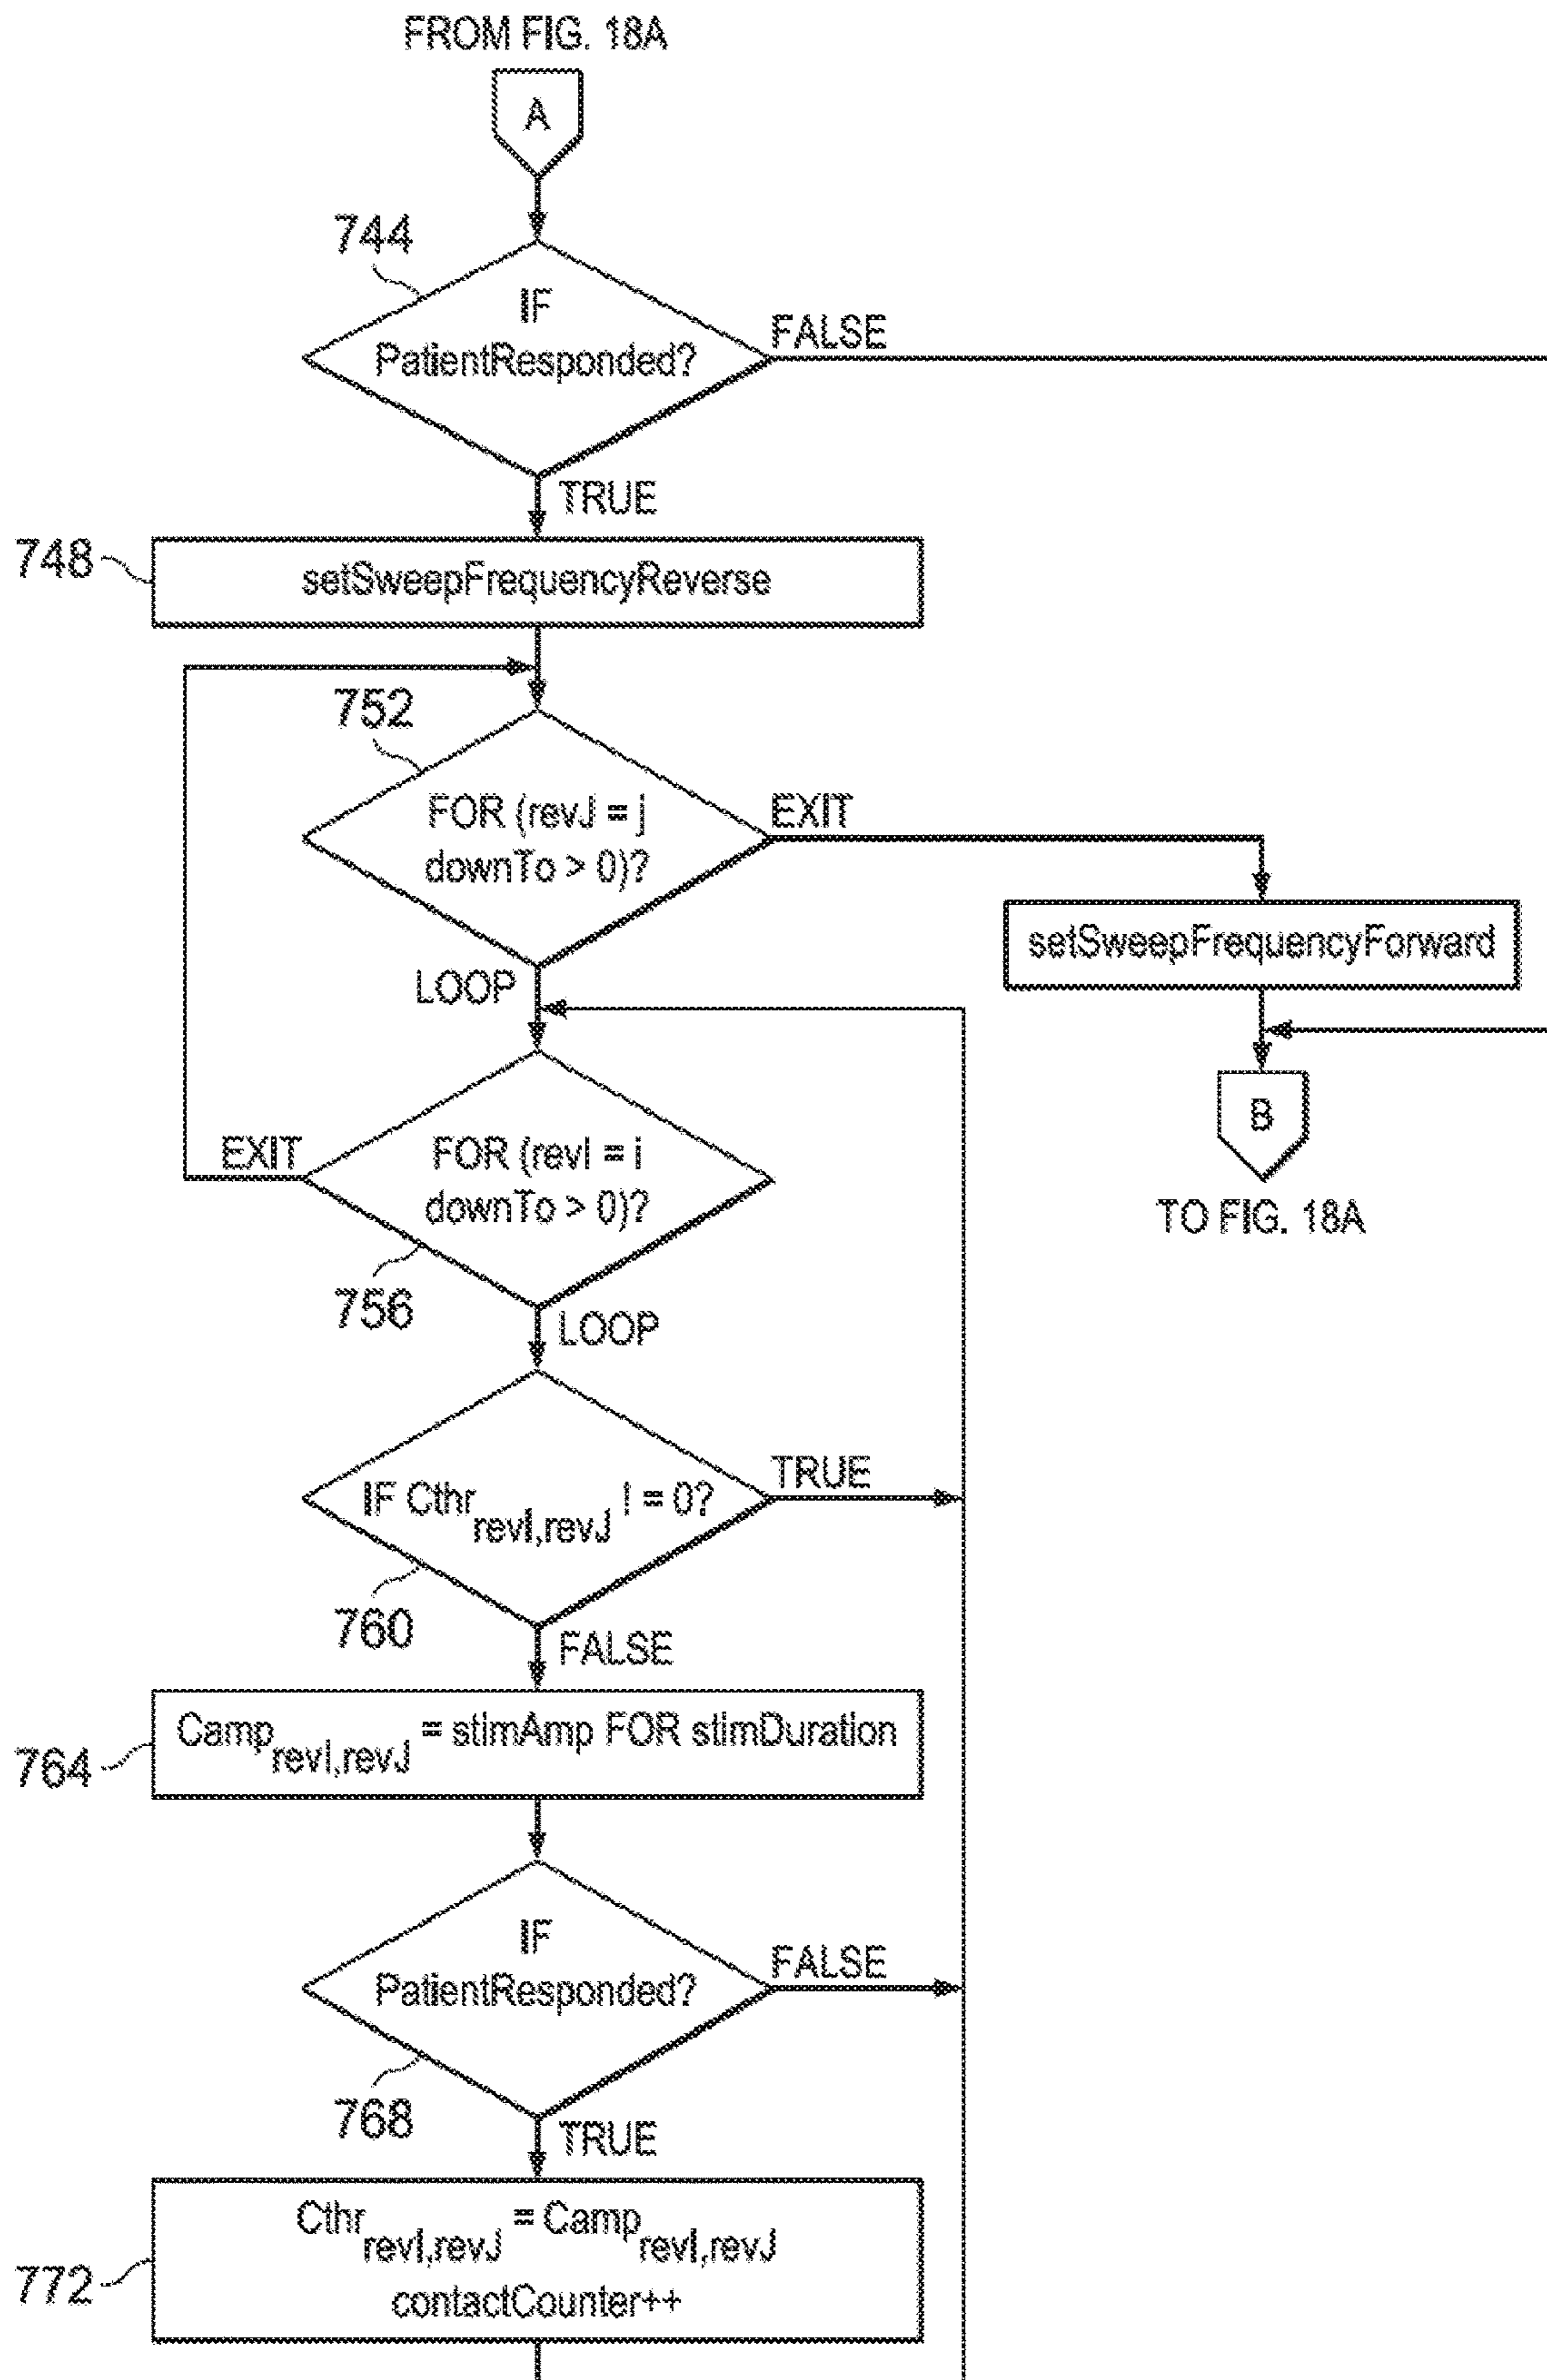 FROM FIG. 18A
A
744
IF
PatientResponded?
FALSE
TRUE
748
setSweepFrequencyReverse
752
FOR (revJ = j
downTo > 0)?
EXIT
LOOP
setSweepFrequencyForward
B
TO FIG. 18A
EXIT
FOR (revI = i
downTo > 0)?
756
LOOP
IF Cthr revI,revJ ! = 0?
TRUE
760
FALSE
764
Camp revI,revJ = stimAmp FOR stimDuration
IF
PatientResponded?
FALSE
768
TRUE
772
Cthr revI,revJ = Camp revI,revJ
contactCounter++